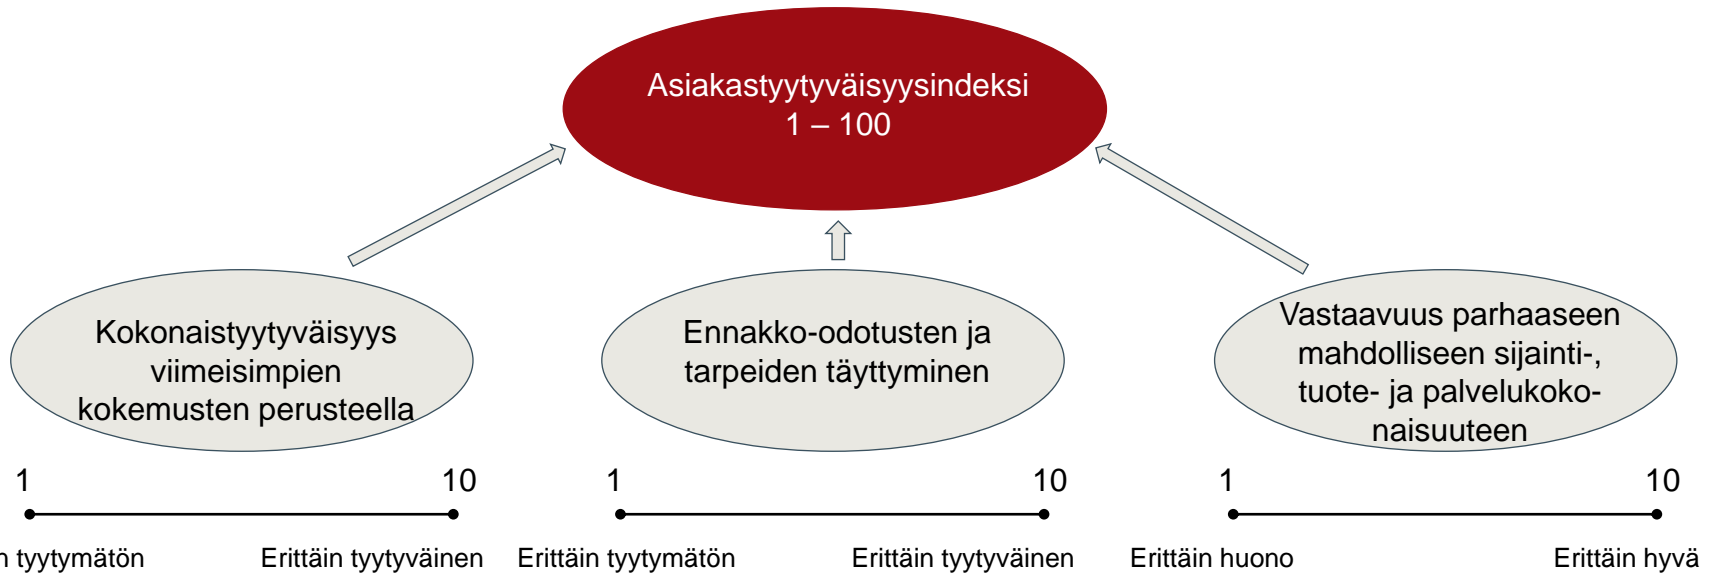 Asiakastyytyväisyysindeksi
1 – 100
Kokonaistyytyväisyys
viimeisimpien
kokemusten perusteella
Ennakko-odotusten ja
tarpeiden täyttyminen
Vastaavuus parhaaseen
mahdolliseen sijainti-,
tuote- ja palvelukoko-
naisuuteen
1 10 1 10 1 10
tyytymätön Erittäin tyytyväinen Erittäin tyytymätön Erittäin tyytyväinen Erittäin huono Erittäin hyvä